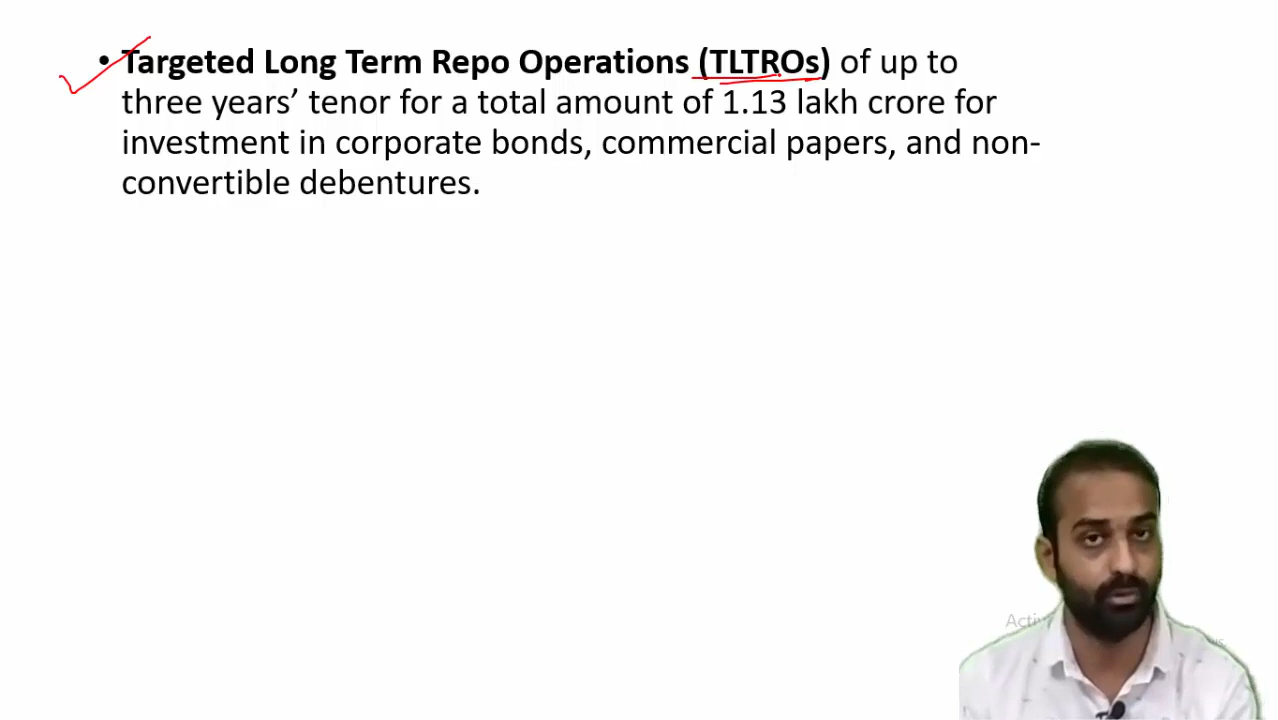 • Targeted Long Term Repo Operations (TLTROs) of up to
three years’ tenor for a total amount of 1.13 lakh crore for
investment in corporate bonds, commercial papers, and non-
convertible debentures.